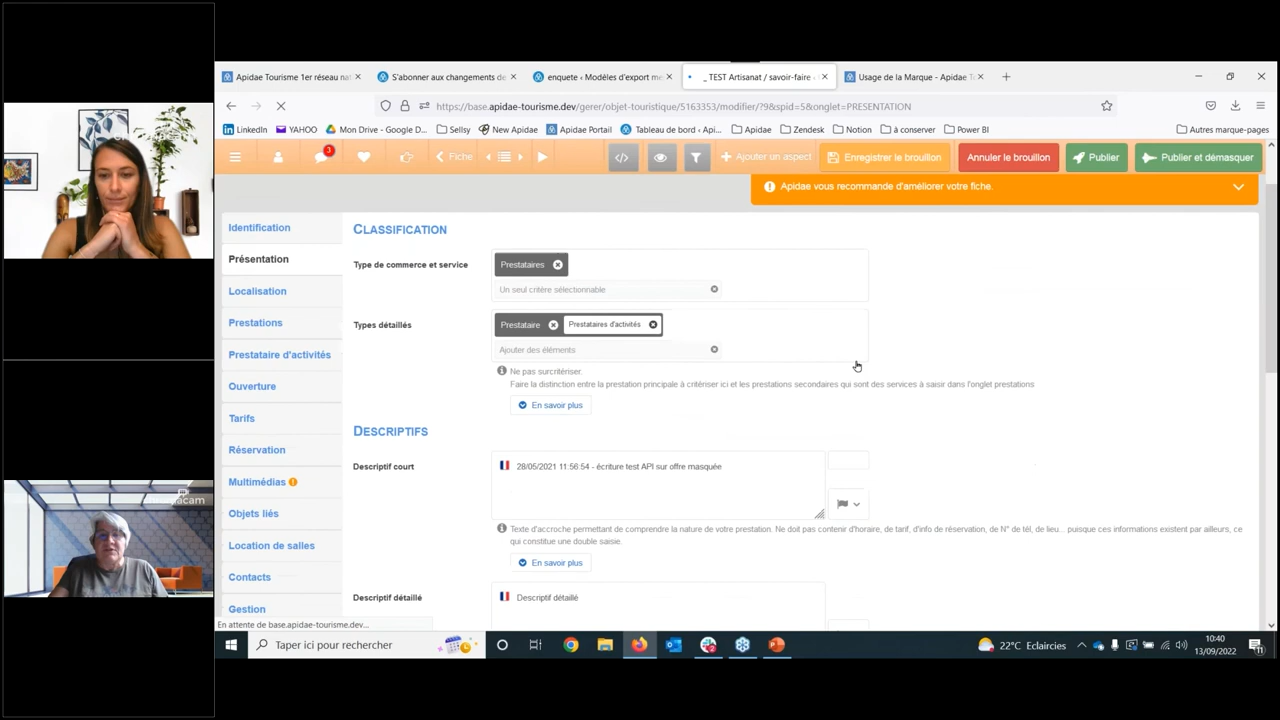 Apidae Tourisme 1er réseau nat
S'abonner aux changements de
enquete ‹ Modèles d'export me
_ TEST Artisanat / savoir-faire ‹
Usage de la Marque - Apidae T
https://base.apidae-tourisme.dev/gerer/objet-touristique/5163353/modifier/?9&spid=5&onglet=PRESENTATION
LinkedIn
YAHOO
Mon Drive - Google D...
Sellsy
New Apidae
Apidae Portail
Tableau de bord ‹ Api...
Apidae
Zendesk
Notion
à conserver
Power BI
Autres marque-pages
3
Fiche
Ajouter un aspect
Enregistrer le brouillon
Annuler le brouillon
Publier
Publier et démasquer
Apidae vous recommande d'améliorer votre fiche.
Identification
Présentation
Localisation
Prestations
Prestataire d'activités
Ouverture
Tarifs
Réservation
Multimédias
Objets liés
Location de salles
Contacts
Gestion
CLASSIFICATION
Type de commerce et service
Prestataires
Un seul critère sélectionnable
Types détaillés
Prestataire
Prestataires d'activités
Ajouter des éléments
Ne pas surcritériser.
Faire la distinction entre la prestation principale à critériser ici et les prestations secondaires qui sont des services à saisir dans l'onglet prestations
En savoir plus
DESCRIPTIFS
Descriptif court
28/05/2021 11:56:54 - écriture test API sur offre masquée
Texte d'accroche permettant de comprendre la nature de votre prestation. Ne doit pas contenir d'horaire, de tarif, d'info de réservation, de N° de tél, de lieu... puisque ces informations existent par ailleurs, ce
qui constitue une double saisie.
En savoir plus
Descriptif détaillé
Descriptif détaillé
En attente de base.apidae-tourisme.dev...
Taper ici pour rechercher
22°C Eclaircies
10:40
13/09/2022
11